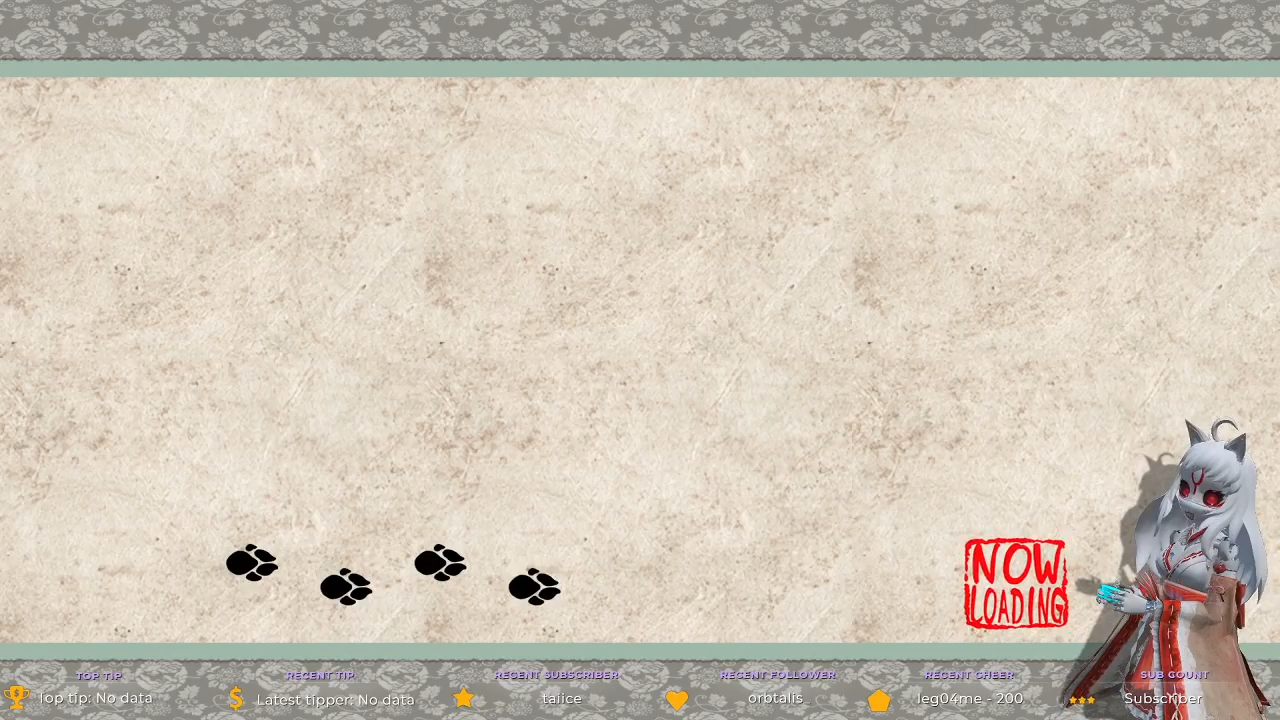 NOW
LOADING
TOP TIP
Top tip: No data
RECENT TIP
Latest tipper: No data
RECENT SUBSCRIBER
taiice
RECENT FOLLOWER
orbtalis_
RECENT CHEER
leg04me - 200
SUB COUNT
Subscriber